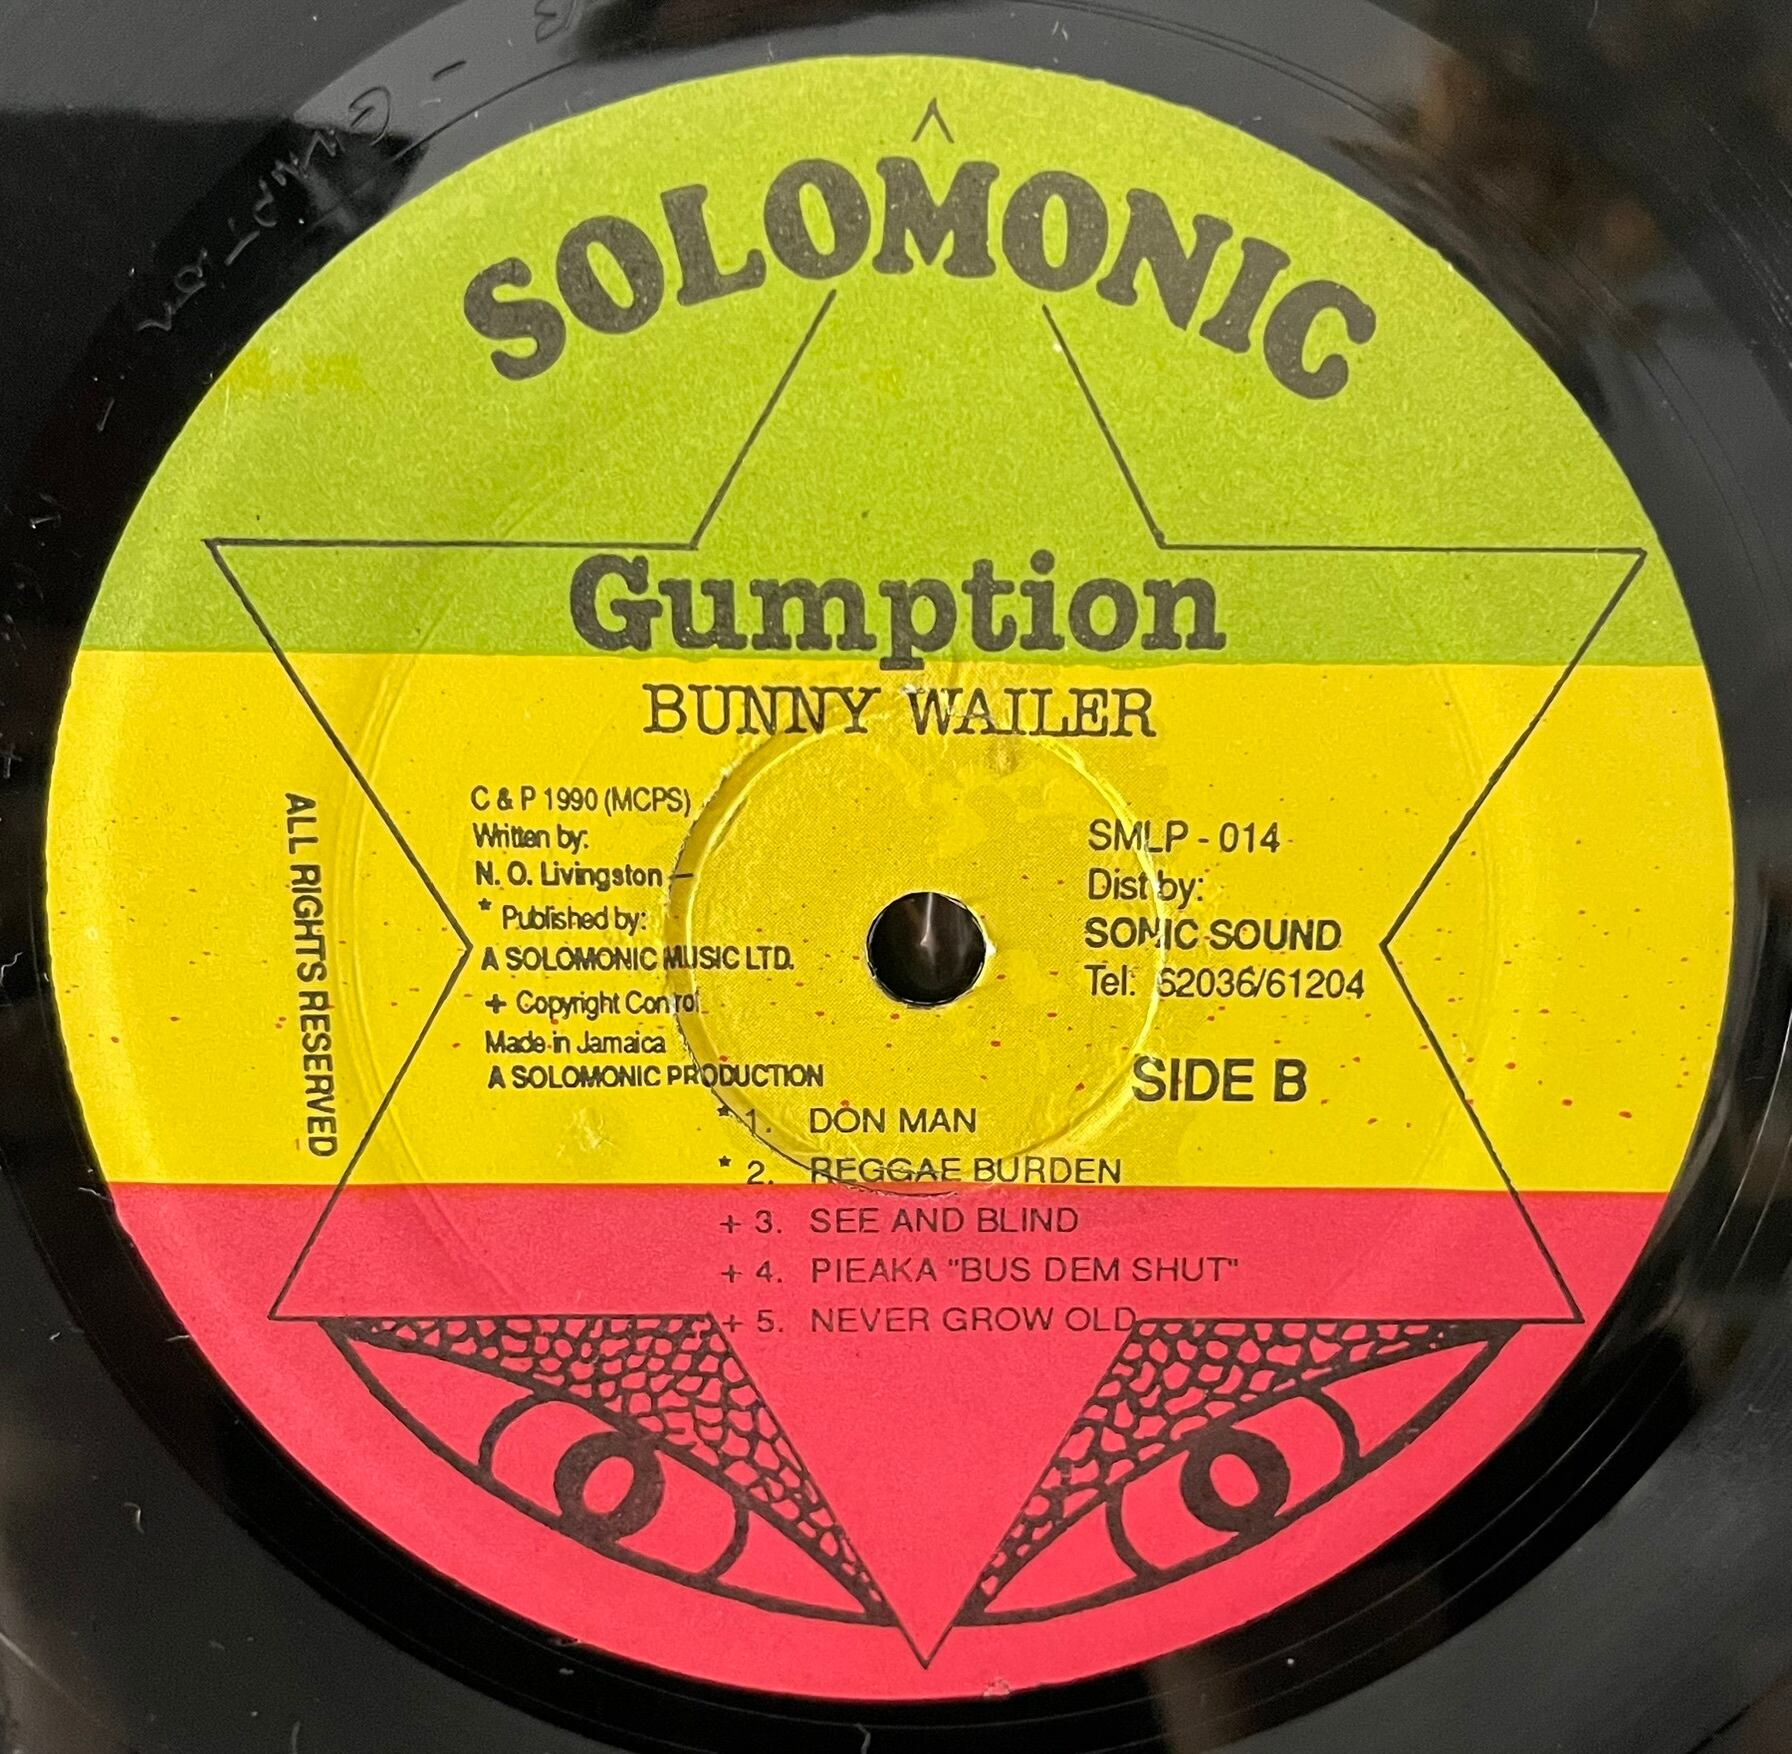 SOLOMONIC
Gumption
BUNNY WAILER
C & P 1990 (MCPS)
Written by:
N. O. Livingston
* Published by:
A SOLOMONIC MUSIC LTD.
+ Copyright Control
Made in Jamaica
A SOLOMONIC PRODUCTION
ALL RIGHTS RESERVED
SMLP - 014
Dist by:
SONIC SOUND
Tel: 62036/61204
SIDE B
* 1. DON MAN
* 2. REGGAE BURDEN
+ 3. SEE AND BLIND
+ 4. PIEAKA "BUS DEM SHUT"
+ 5. NEVER GROW OLD